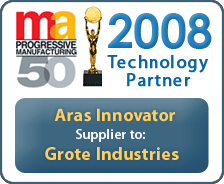 ma
PROGRESSIVE
MANUFACTURING
50
2008
Technology
Partner
Aras Innovator
Supplier to:
Grote Industries